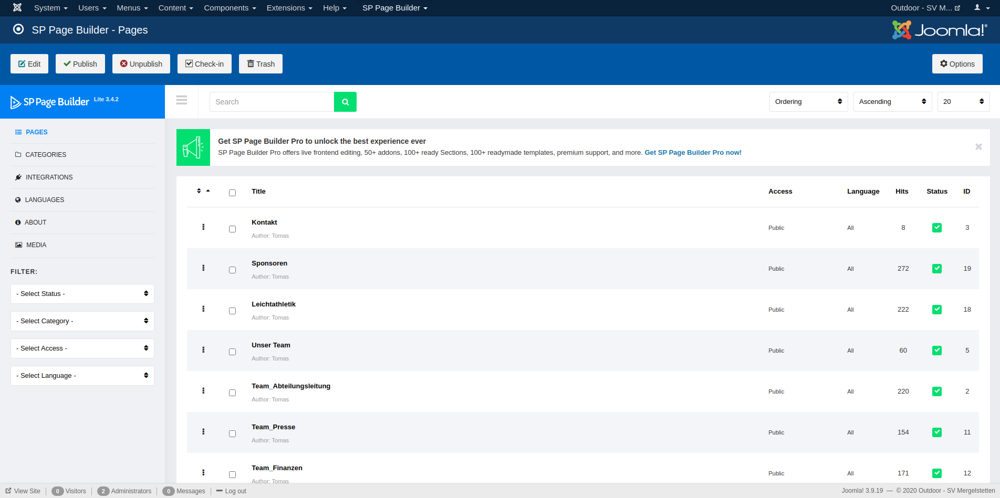 System Users Menus Content Components Extensions Help SP Page Builder Outdoor - SV M...
SP Page Builder - Pages Joomla!®
Edit Publish Unpublish Check-in Trash Options
SP Page Builder Lite 3.4.2 Search Ordering Ascending 20
PAGES
CATEGORIES
INTEGRATIONS
LANGUAGES
ABOUT
MEDIA
FILTER:
- Select Status -
- Select Category -
- Select Access -
- Select Language -
Get SP Page Builder Pro to unlock the best experience ever
SP Page Builder Pro offers live frontend editing, 50+ addons, 100+ ready Sections, 100+ readymade templates, premium support, and more. Get SP Page Builder Pro now!
Title Access Language Hits Status ID
Kontakt
Author: Tomas Public All 8 3
Sponsoren
Author: Tomas Public All 272 19
Leichtathletik
Author: Tomas Public All 222 18
Unser Team
Author: Tomas Public All 60 5
Team_Abteilungsleitung
Author: Tomas Public All 220 2
Team_Presse
Author: Tomas Public All 154 11
Team_Finanzen
Author: Tomas Public All 171 12
View Site 0 Visitors 2 Administrators 0 Messages Log out Joomla! 3.9.19 — © 2020 Outdoor - SV Mergelstetten